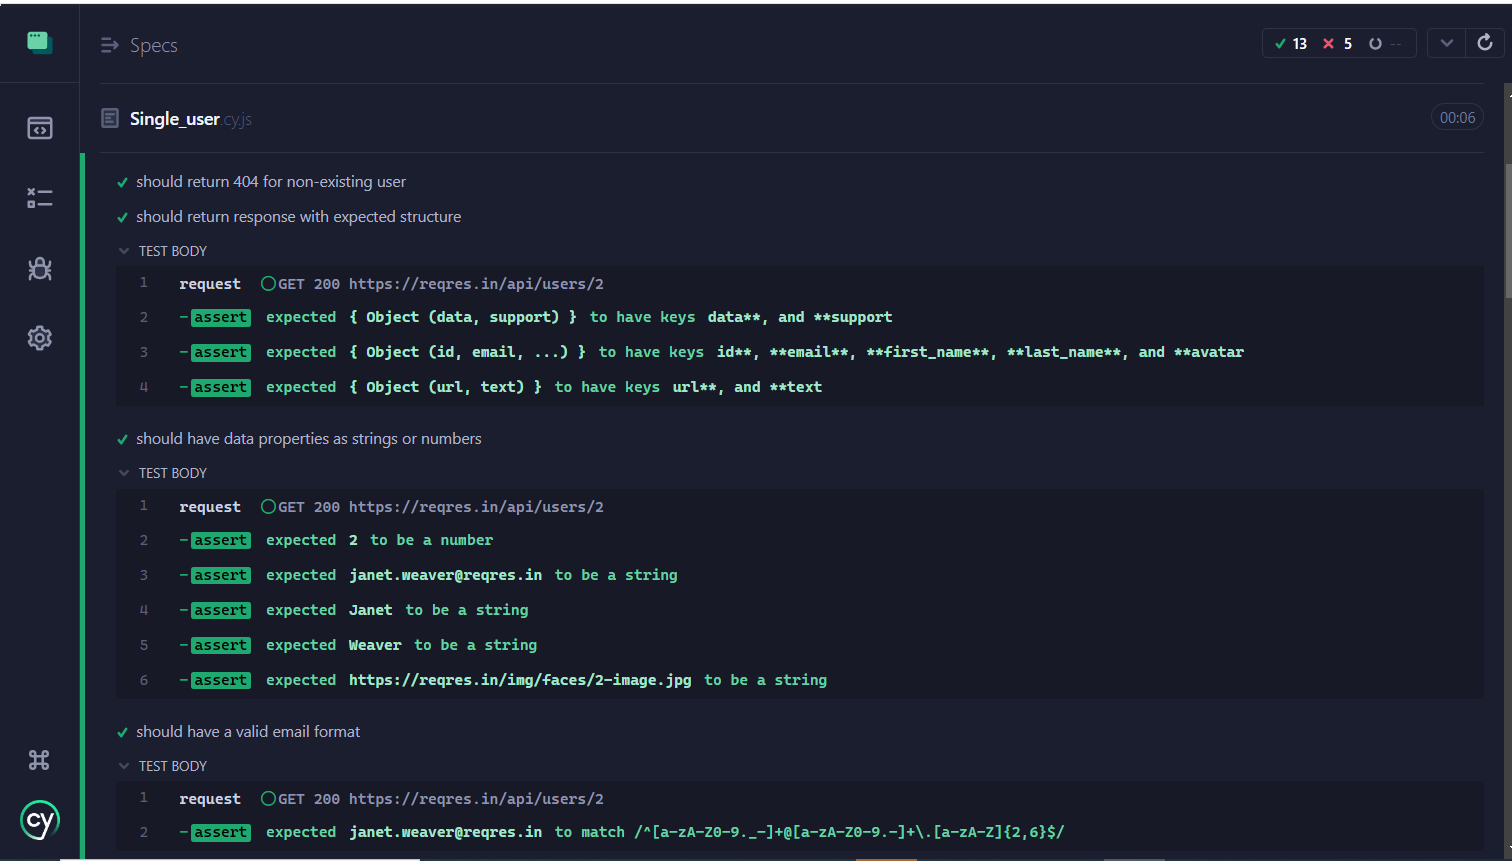 Specs
13 5 --
Single_user.cy.js
00:06
should return 404 for non-existing user
should return response with expected structure
TEST BODY
1 request GET 200 https://reqres.in/api/users/2
2 -assert expected { Object (data, support) } to have keys data**, and **support
3 -assert expected { Object (id, email, ...) } to have keys id**, **email**, **first_name**, **last_name**, and **avatar
4 -assert expected { Object (url, text) } to have keys url**, and **text
should have data properties as strings or numbers
TEST BODY
1 request GET 200 https://reqres.in/api/users/2
2 -assert expected 2 to be a number
3 -assert expected janet.weaver@reqres.in to be a string
4 -assert expected Janet to be a string
5 -assert expected Weaver to be a string
6 -assert expected https://reqres.in/img/faces/2-image.jpg to be a string
should have a valid email format
TEST BODY
1 request GET 200 https://reqres.in/api/users/2
2 -assert expected janet.weaver@reqres.in to match /^[a-zA-Z0-9._-]+@[a-zA-Z0-9.-]+\.[a-zA-Z]{2,6}$/
cy